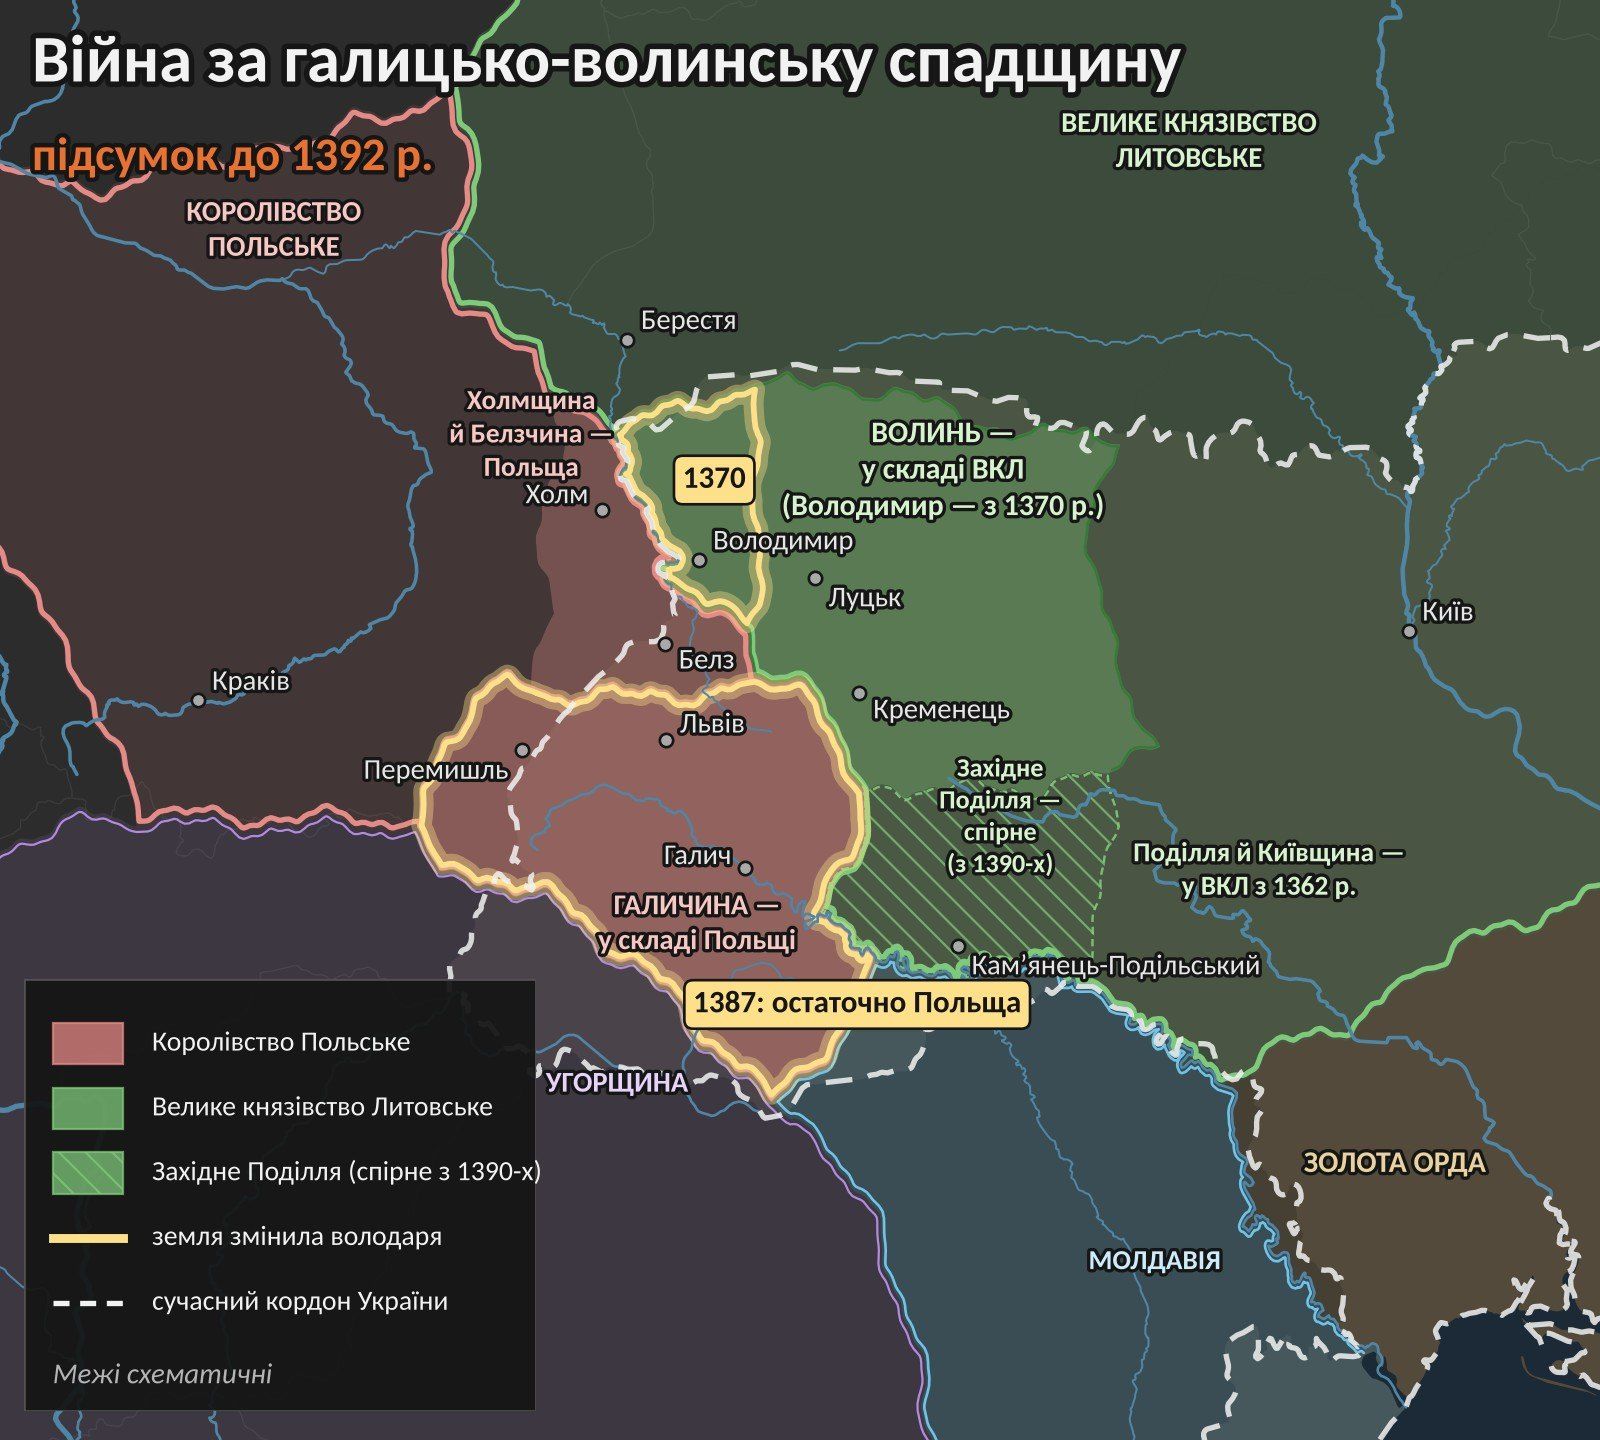 Війна за галицько-волинську спадщину
підсумок до 1392 р.
КОРОЛІВСТВО
ПОЛЬСЬКЕ
ВЕЛИКЕ КНЯЗІВСТВО
ЛИТОВСЬКЕ
Берестя
Холмщина
й Белзчина —
Польща
Холм
1370
ВОЛИНЬ —
у складі ВКЛ
(Володимир — з 1370 р.)
Володимир
Луцьк
Київ
Белз
Краків
Кременець
Львів
Перемишль
Західне
Поділля —
спірне
(з 1390-х)
Галич
Поділля й Київщина —
у ВКЛ з 1362 р.
ГАЛИЧИНА —
у складі Польщі
Кам’янець-Подільський
1387: остаточно Польща
УГОРЩИНА
ЗОЛОТА ОРДА
МОЛДАВІЯ
Королівство Польське
Велике князівство Литовське
Західне Поділля (спірне з 1390-х)
земля змінила володаря
сучасний кордон України
Межі схематичні